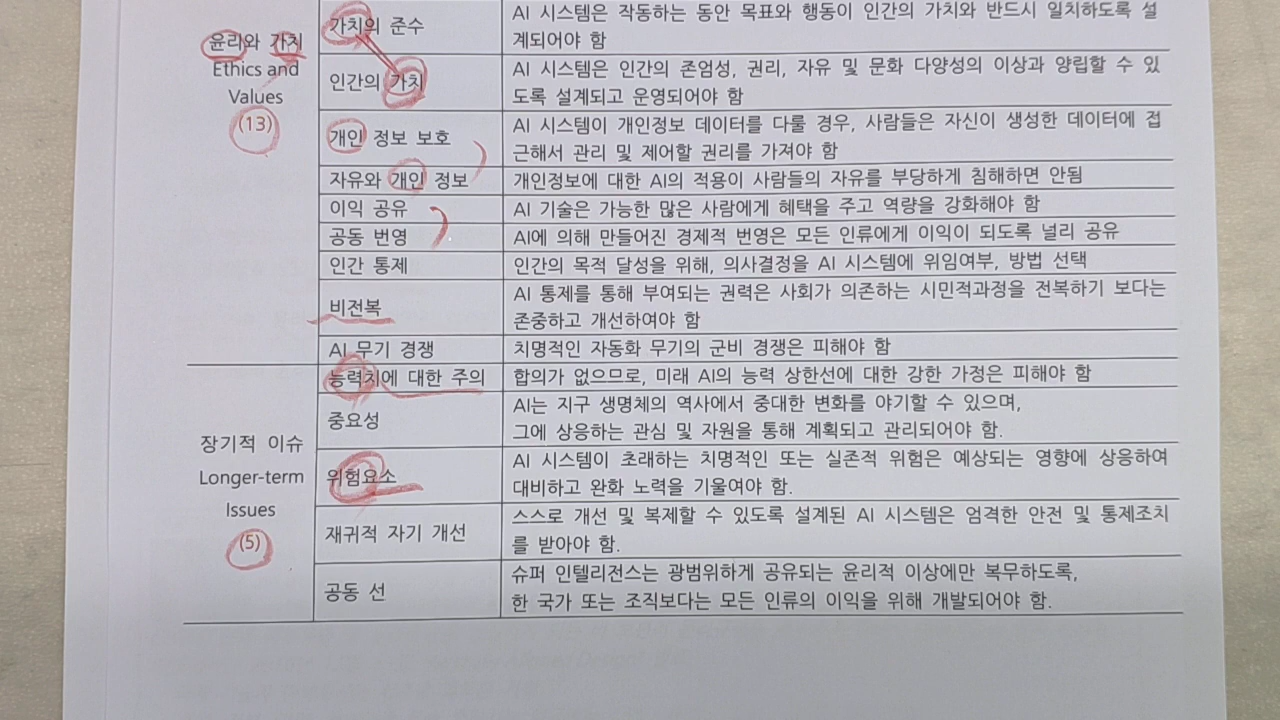 윤리와 가치
Ethics and
Values
(13)
가치의 준수
AI 시스템은 작동하는 동안 목표와 행동이 인간의 가치와 반드시 일치하도록 설
계되어야 함
인간의 가치
AI 시스템은 인간의 존엄성, 권리, 자유 및 문화 다양성의 이상과 양립할 수 있
도록 설계되고 운영되어야 함
개인 정보 보호
AI 시스템이 개인정보 데이터를 다룰 경우, 사람들은 자신이 생성한 데이터에 접
근해서 관리 및 제어할 권리를 가져야 함
자유와 개인 정보
개인정보에 대한 AI의 적용이 사람들의 자유를 부당하게 침해하면 안됨
이익 공유
AI 기술은 가능한 많은 사람에게 혜택을 주고 역량을 강화해야 함
공동 번영
AI에 의해 만들어진 경제적 번영은 모든 인류에게 이익이 되도록 널리 공유
인간 통제
인간의 목적 달성을 위해, 의사결정을 AI 시스템에 위임여부, 방법 선택
비전복
AI 통제를 통해 부여되는 권력은 사회가 의존하는 시민적과정을 전복하기 보다는
존중하고 개선하여야 함
AI 무기 경쟁
치명적인 자동화 무기의 군비 경쟁은 피해야 함
장기적 이슈
Longer-term
Issues
(5)
능력치에 대한 주의
합의가 없으므로, 미래 AI의 능력 상한선에 대한 강한 가정은 피해야 함
중요성
AI는 지구 생명체의 역사에서 중대한 변화를 야기할 수 있으며,
그에 상응하는 관심 및 자원을 통해 계획되고 관리되어야 함.
위험요소
AI 시스템이 초래하는 치명적인 또는 실존적 위험은 예상되는 영향에 상응하여
대비하고 완화 노력을 기울여야 함.
재귀적 자기 개선
스스로 개선 및 복제할 수 있도록 설계된 AI 시스템은 엄격한 안전 및 통제조치
를 받아야 함.
공동 선
슈퍼 인텔리전스는 광범위하게 공유되는 윤리적 이상에만 복무하도록,
한 국가 또는 조직보다는 모든 인류의 이익을 위해 개발되어야 함.